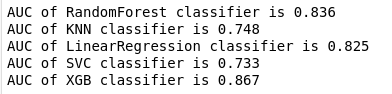 AUC of RandomForest classifier is 0.836
AUC of KNN classifier is 0.748
AUC of LinearRegression classifier is 0.825
AUC of SVC classifier is 0.733
AUC of XGB classifier is 0.867